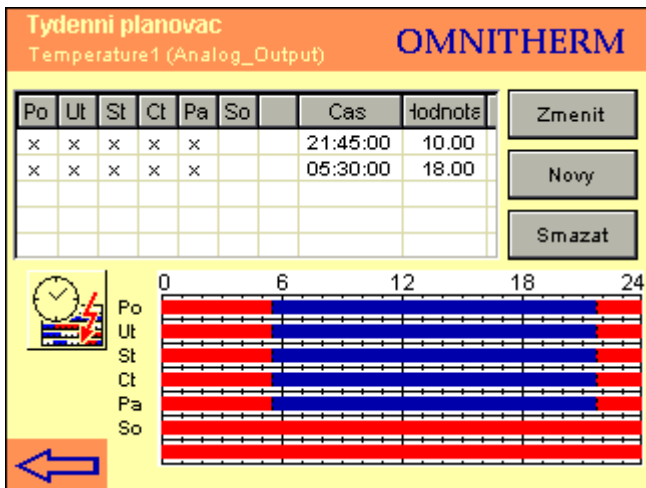 Tydenni planovac
Temperature1 (Analog_Output)
OMNITHERM
Po Ut St Ct Pa So Cas Hodnota
x x x x x 21:45:00 10.00
x x x x x 05:30:00 18.00
Zmenit
Novy
Smazat
0 6 12 18 24
Po
Ut
St
Ct
Pa
So